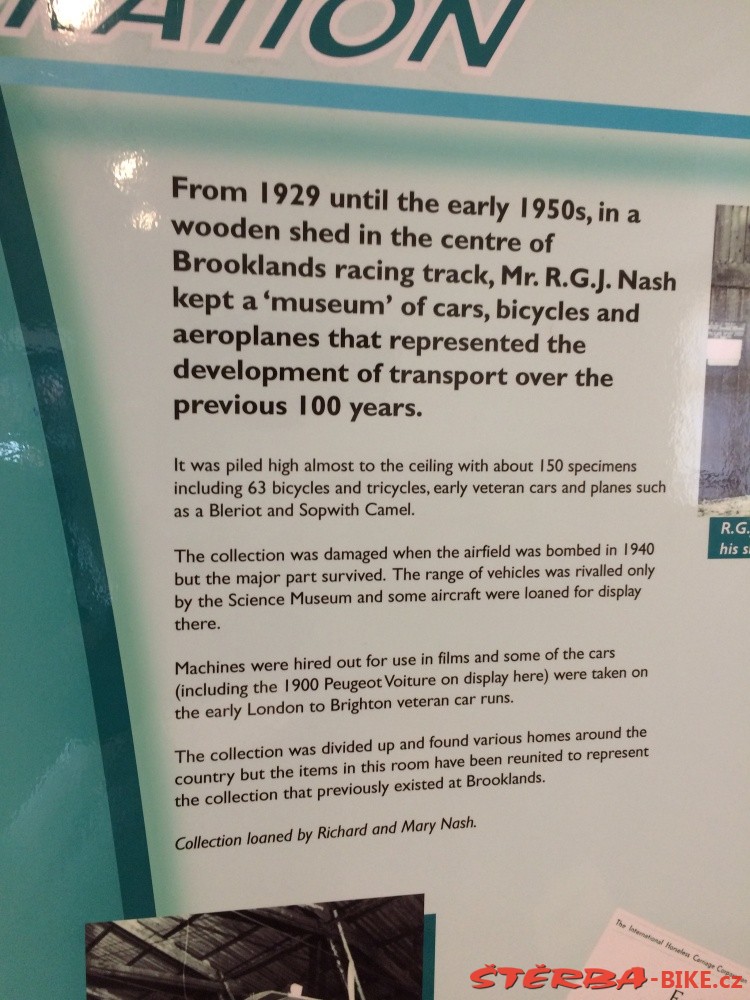 From 1929 until the early 1950s, in a
wooden shed in the centre of
Brooklands racing track, Mr. R.G.J. Nash
kept a 'museum' of cars, bicycles and
aeroplanes that represented the
development of transport over the
previous 100 years.
It was piled high almost to the ceiling with about 150 specimens
including 63 bicycles and tricycles, early veteran cars and planes such
as a Bleriot and Sopwith Camel.
The collection was damaged when the airfield was bombed in 1940
but the major part survived. The range of vehicles was rivalled only
by the Science Museum and some aircraft were loaned for display
there.
Machines were hired out for use in films and some of the cars
(including the 1900 Peugeot Voiture on display here) were taken on
the early London to Brighton veteran car runs.
The collection was divided up and found various homes around the
country but the items in this room have been reunited to represent
the collection that previously existed at Brooklands.
Collection loaned by Richard and Mary Nash.
R.G.
his
The International Horseless Carriage
ŠTĚRBA-BIKE.cz